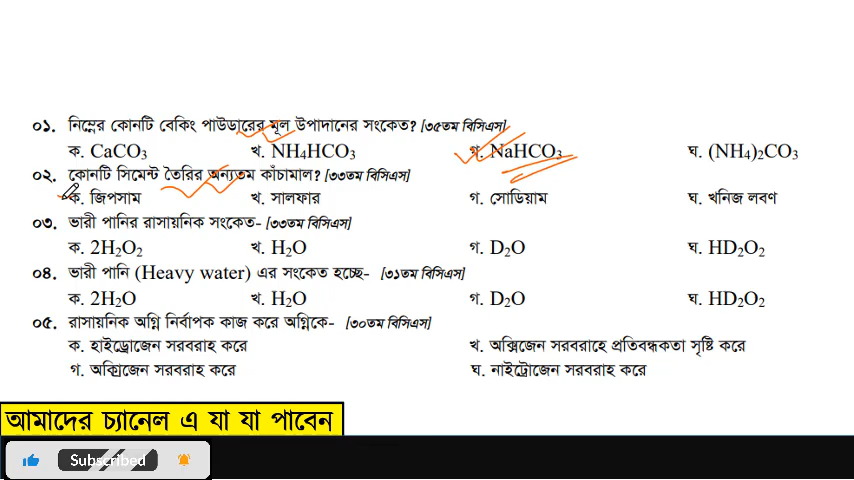 ০১. নিম্নের কোনটি বেকিং পাউডারের মূল উপাদানের সংকেত? [৩৫তম বিসিএস]
ক. CaCO3 খ. NH4HCO3 গ. NaHCO3 ঘ. (NH4)2CO3
০২. কোনটি সিমেন্ট তৈরির অন্যতম কাঁচামাল? [৩৩তম বিসিএস]
ক. জিপসাম খ. সালফার গ. সোডিয়াম ঘ. খনিজ লবণ
০৩. ভারী পানির রাসায়নিক সংকেত- [৩৩তম বিসিএস]
ক. 2H2O2 খ. H2O গ. D2O ঘ. HD2O2
০৪. ভারী পানি (Heavy water) এর সংকেত হচ্ছে- [৩১তম বিসিএস]
ক. 2H2O খ. H2O গ. D2O ঘ. HD2O2
০৫. রাসায়নিক অগ্নি নির্বাপক কাজ করে অগ্নিকে- [৩০তম বিসিএস]
ক. হাইড্রোজেন সরবরাহ করে খ. অক্সিজেন সরবরাহে প্রতিবন্ধকতা সৃষ্টি করে
গ. অক্সিজেন সরবরাহ করে ঘ. নাইট্রোজেন সরবরাহ করে
আমাদের চ্যানেল এ যা যা পাবেন
Subscribed